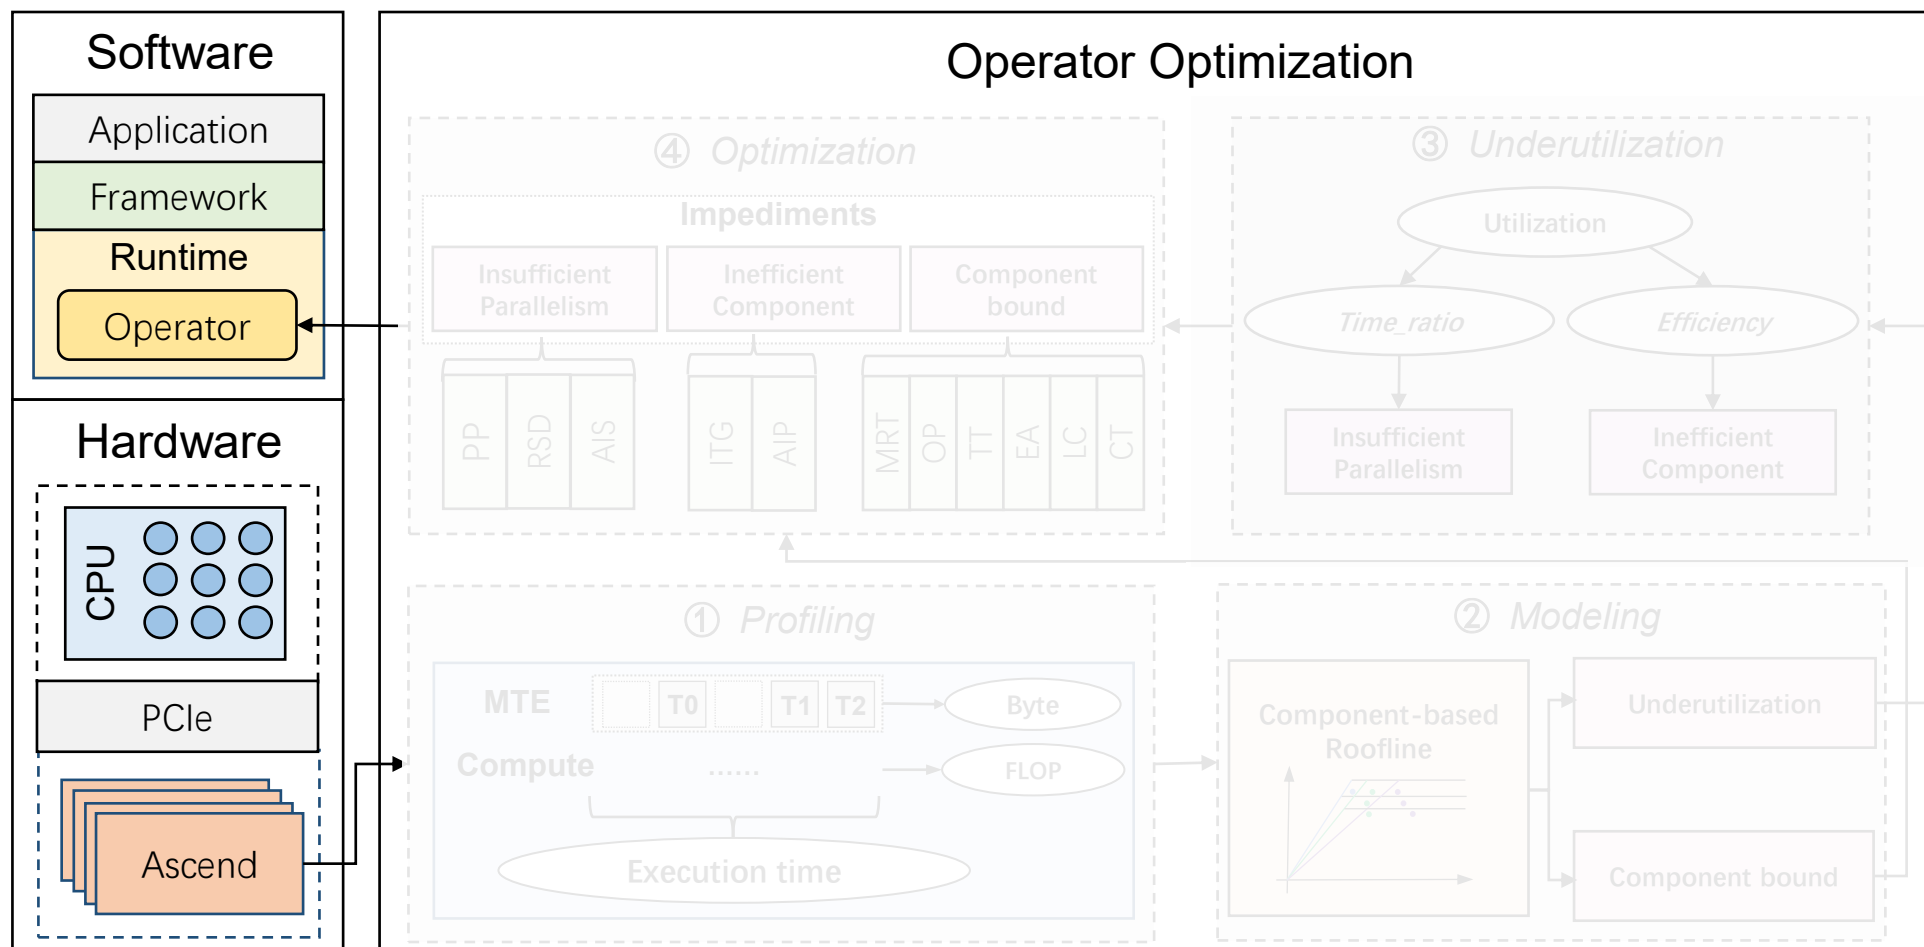 Software
Application
Framework
Runtime
Operator
Hardware
CPU
PCIe
Ascend
Operator Optimization
④ Optimization
Impediments
Insufficient
Parallelism
Inefficient
Component
Component
bound
PP
RSD
AIS
ITG
AIP
MRT
OP
TT
EA
LC
CT
③ Underutilization
Utilization
Time_ratio
Efficiency
Insufficient
Parallelism
Inefficient
Component
① Profiling
MTE
T0
T1
T2
Byte
Compute
......
FLOP
Execution time
② Modeling
Component-based
Roofline
Underutilization
Component bound